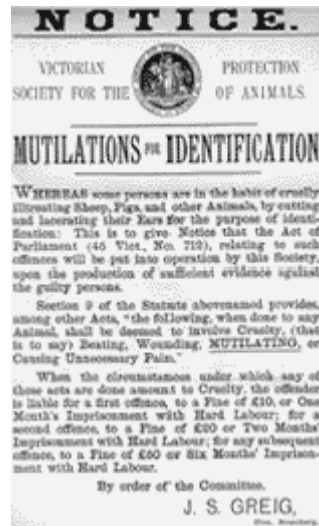 NOTICE.
VICTORIAN PROTECTION
SOCIETY FOR THE OF ANIMALS.
MUTILATIONS FOR IDENTIFICATION
WHEREAS some persons are in the habit of cruelly
illtreating Sheep, Pigs, and other Animals, by cutting
and lacerating their Ears for the purpose of identi-
fication: This is to give Notice that the Act of
Parliament (45 Vict., No. 712), relating to such
offences will be put into operation by this Society,
upon the production of sufficient evidence against
the guilty persons.
Section 9 of the Statute abovenamed provides,
among other Acts, "the following, when done to any
Animal, shall be deemed to involve Cruelty, (that
is to say) Beating, Wounding, MUTILATING, or
Causing Unnecessary Pain."
When the circumstances under which any of
these acts are done amount to Cruelty, the offender
is liable for a first offence, to a Fine of £10, or One
Month's Imprisonment with Hard Labour; for a
second offence, to a Fine of £20 or Two Months'
Imprisonment with Hard Labour; for any subsequent
offence, to a Fine of £50 or Six Months' Imprison-
ment with Hard Labour.
By order of the Committee.
J. S. GREIG,
Hon. Secretary.